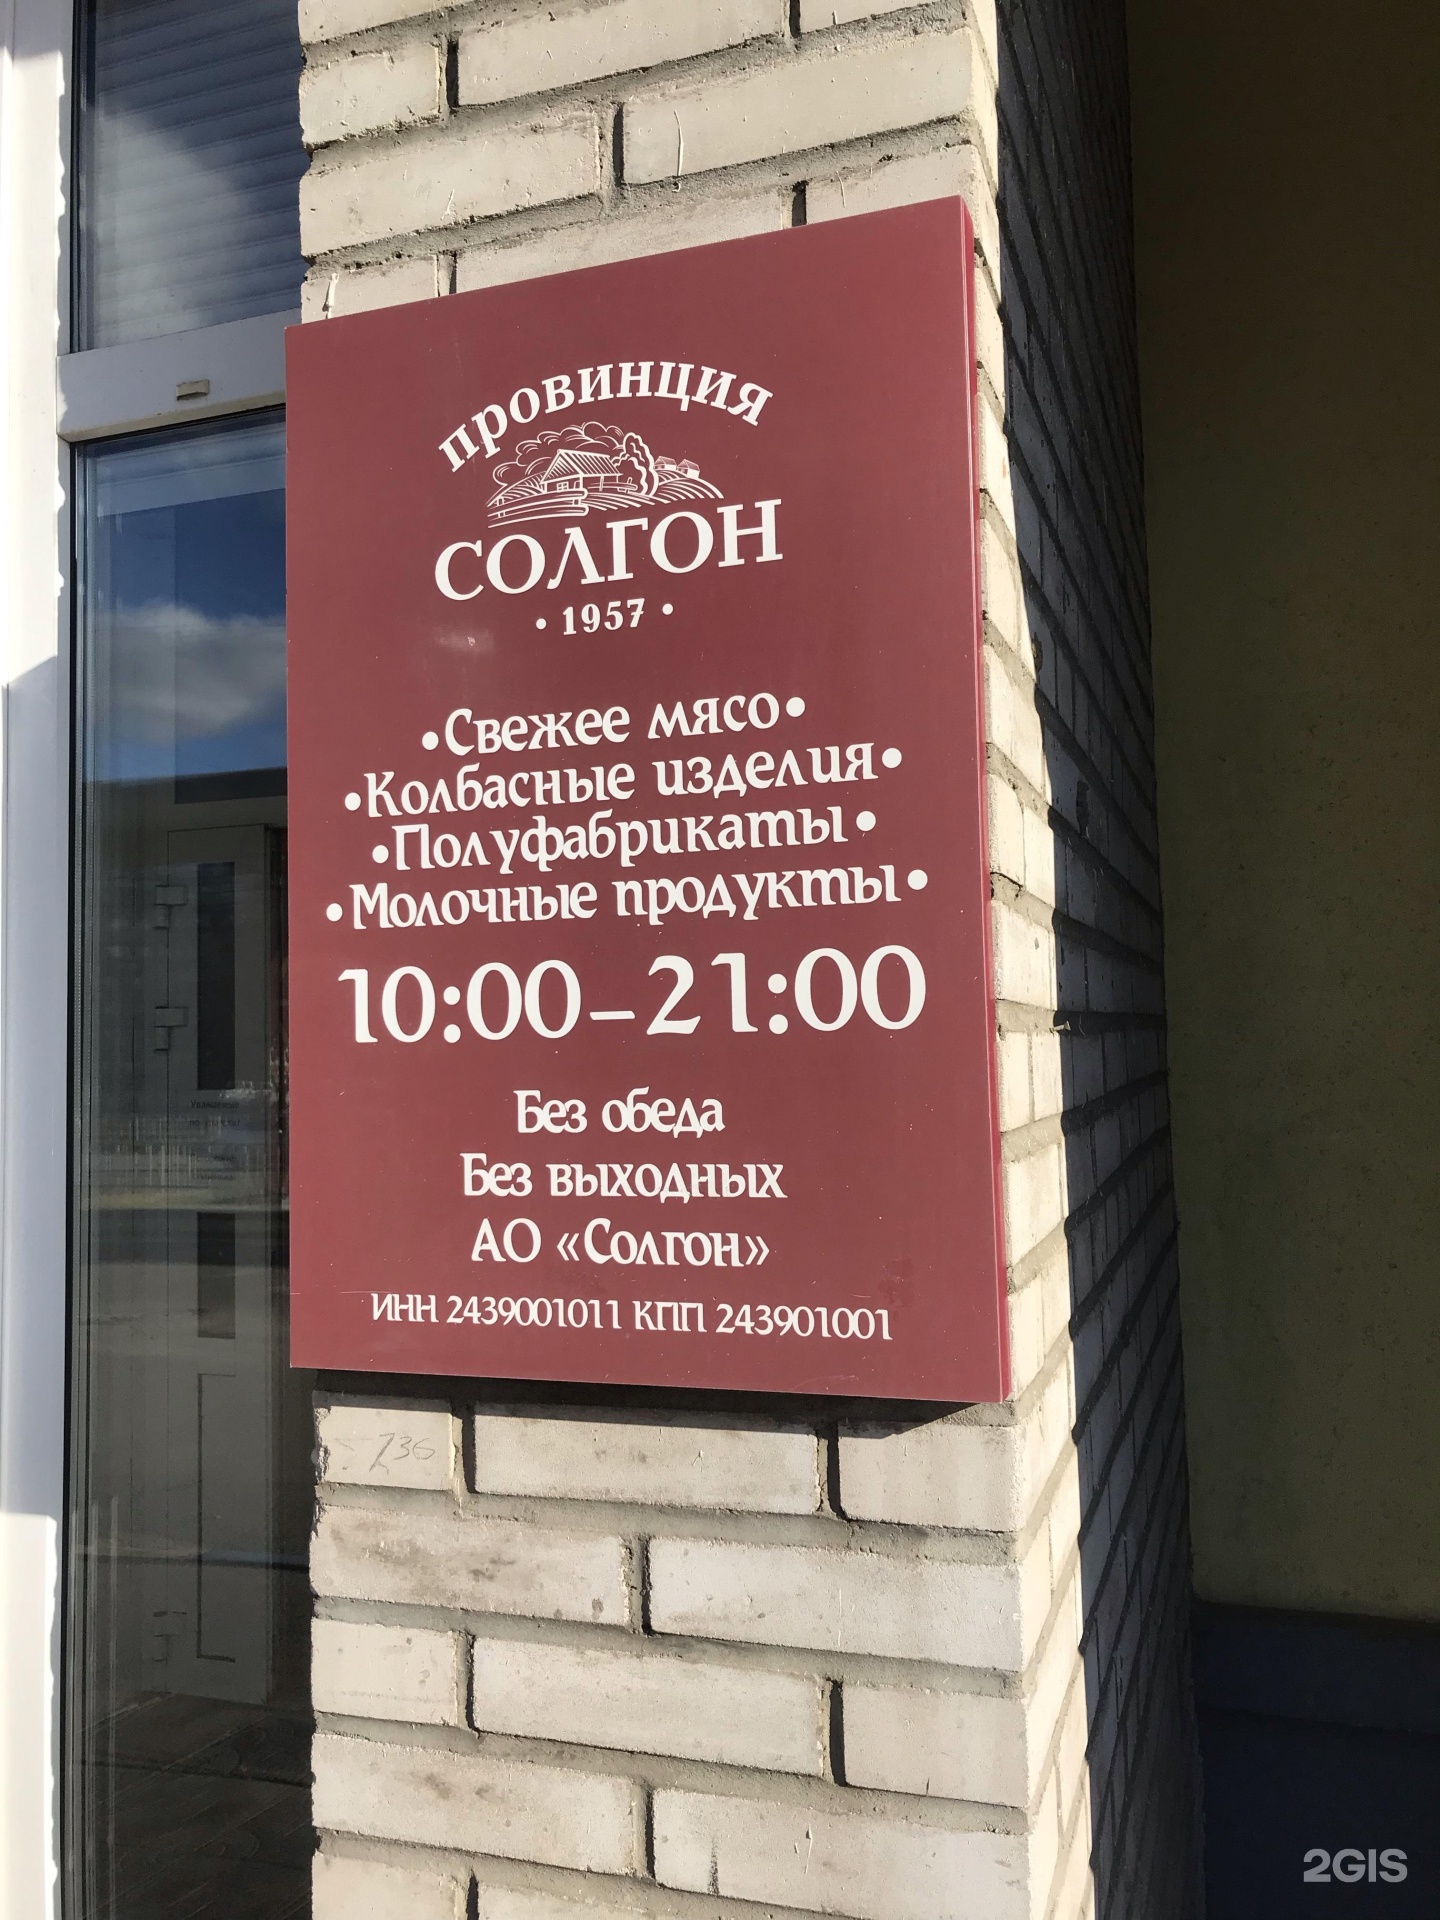 провинция
СОЛГОН
• 1957 •
•Свежее мясо•
•Колбасные изделия•
•Полуфабрикаты•
•Молочные продукты•
10:00-21:00
Без обеда
Без выходных
АО «Солгон»
ИНН 2439001011 КПП 243901001
736
2GIS